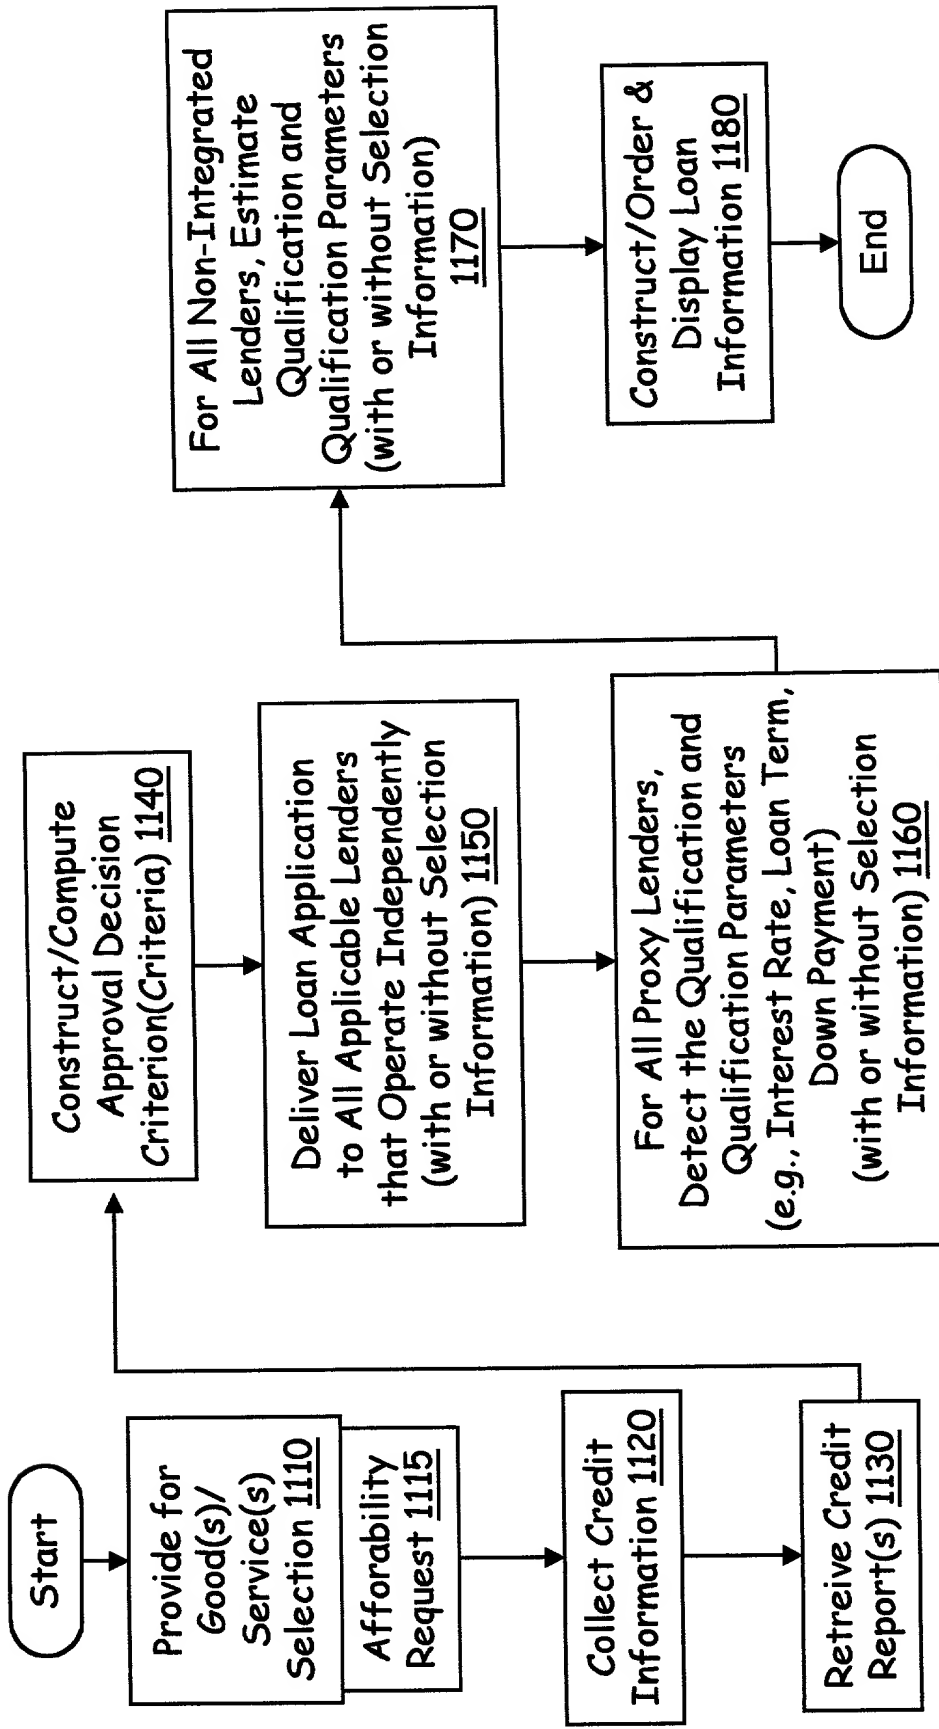 Start
Provide for
Good(s)/
Service(s)
Selection 1110
Afforability
Request 1115
Collect Credit
Information 1120
Retreive Credit
Report(s) 1130
Construct/Compute
Approval Decision
Criterion(Criteria) 1140
Deliver Loan Application
to All Applicable Lenders
that Operate Independently
(with or without Selection
Information) 1150
For All Proxy Lenders,
Detect the Qualification and
Qualification Parameters
(e.g., Interest Rate, Loan Term,
Down Payment)
(with or without Selection
Information) 1160
For All Non-Integrated
Lenders, Estimate
Qualification and
Qualification Parameters
(with or without Selection
Information)
1170
Construct/Order &
Display Loan
Information 1180
End